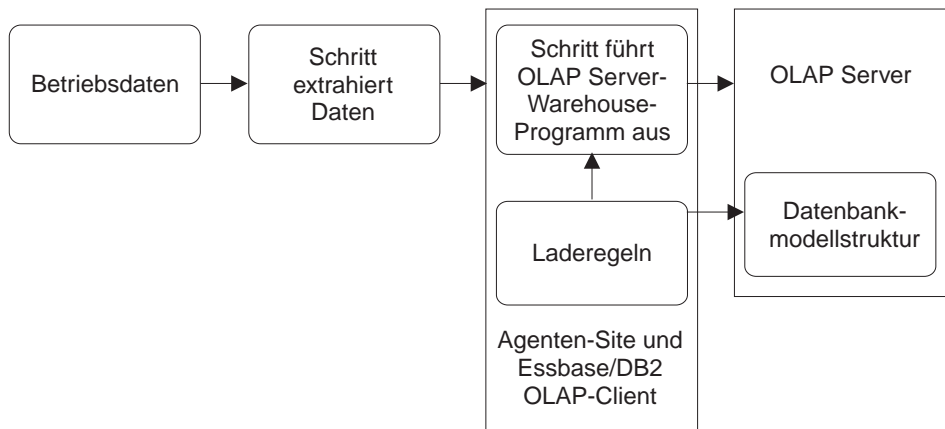 Betriebsdaten
Schritt
extrahiert
Daten
Schritt führt
OLAP Server-
Warehouse-
Programm aus
OLAP Server
Laderegeln
Datenbank-
modellstruktur
Agenten-Site und
Essbase/DB2
OLAP-Client